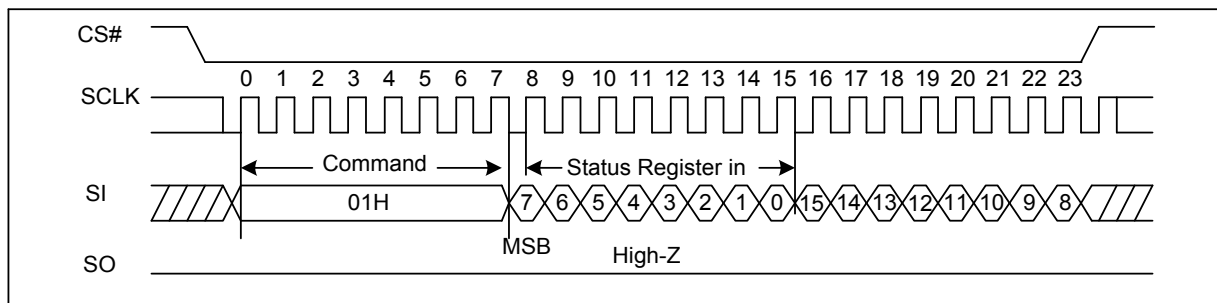 CS#
0 1 2 3 4 5 6 7 8 9 10 11 12 13 14 15 16 17 18 19 20 21 22 23
SCLK
Command Status Register in
SI 01H 7 6 5 4 3 2 1 0 15 14 13 12 11 10 9 8
MSB High-Z
SO